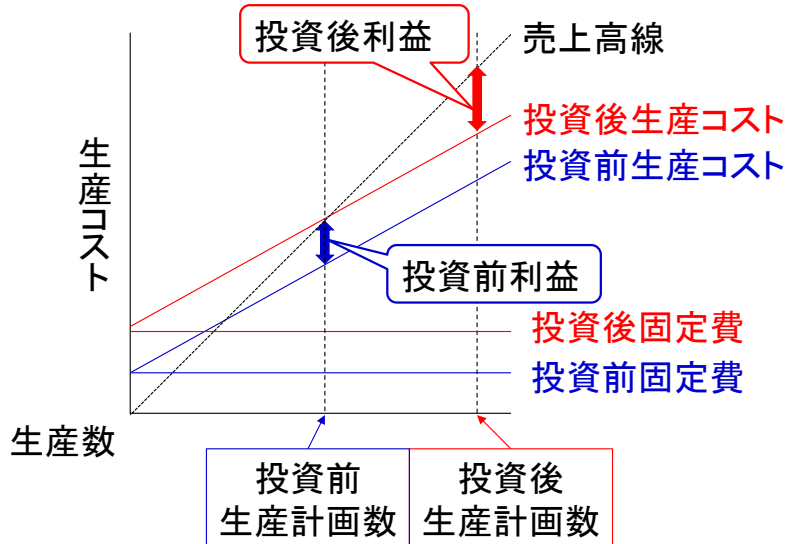 投資後利益
売上高線
投資後生産コスト
投資前生産コスト
生産コスト
投資前利益
投資後固定費
投資前固定費
生産数
投資前
生産計画数
投資後
生産計画数